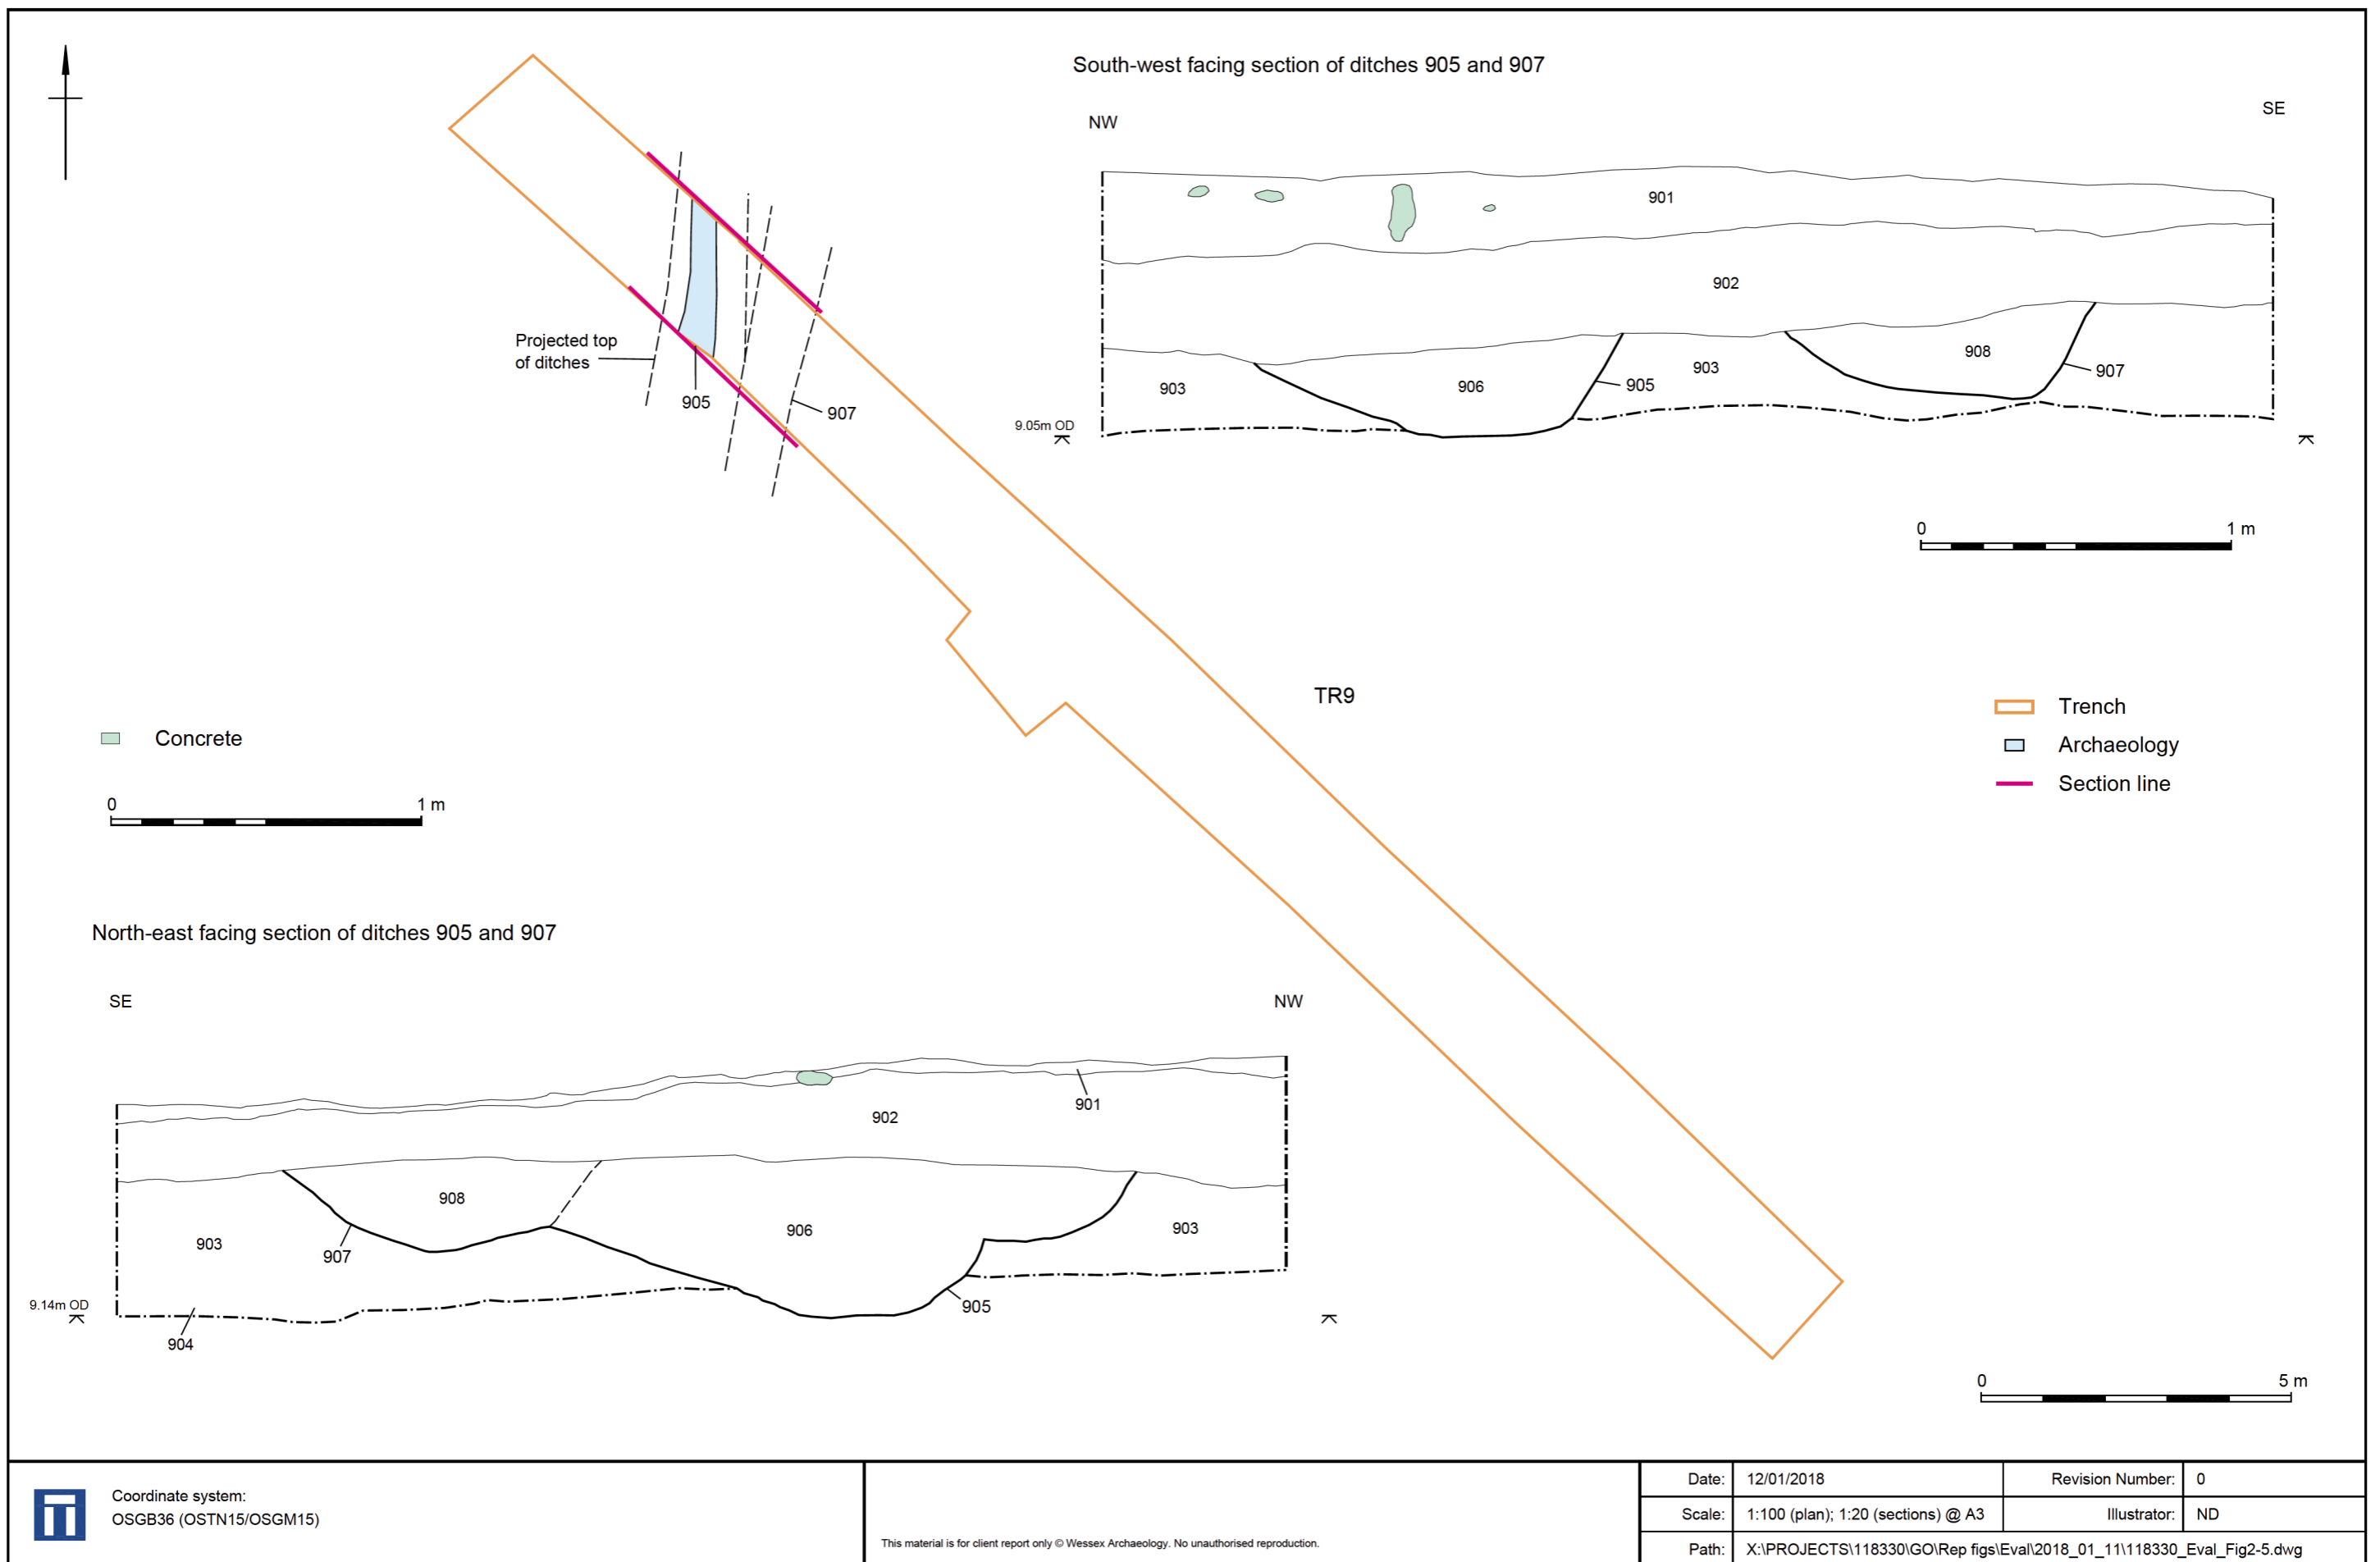 South-west facing section of ditches 905 and 907
NW
SE
901
902
903
906
905
903
908
907
9.05m OD
0 1 m
Projected top
of ditches
905
907
TR9
Trench
Archaeology
Section line
Concrete
0 1 m
North-east facing section of ditches 905 and 907
SE
NW
901
902
908
906
903
903
907
905
9.14m OD
904
0 5 m
Coordinate system:
OSGB36 (OSTN15/OSGM15)
This material is for client report only © Wessex Archaeology. No unauthorised reproduction.
Date: 12/01/2018 Revision Number: 0
Scale: 1:100 (plan); 1:20 (sections) @ A3 Illustrator: ND
Path: X:\PROJECTS\118330\GO\Rep figs\Eval\2018_01_11\118330_Eval_Fig2-5.dwg